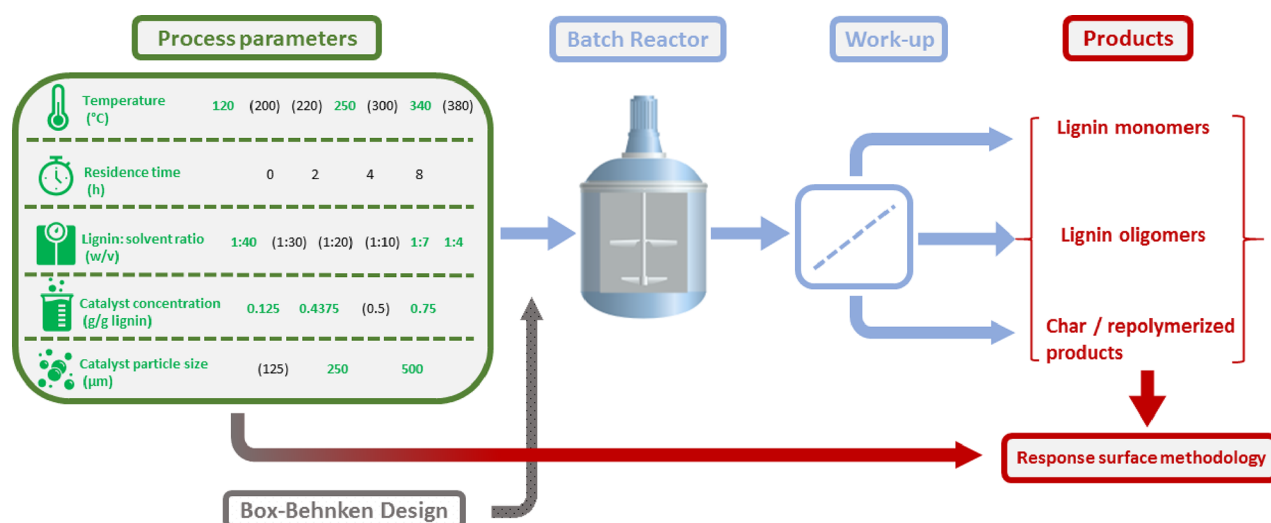 Process parameters
Batch Reactor
Work-up
Products
Temperature
(°C)
120 (200) (220) 250 (300) 340 (380)
Residence time
(h)
0 2 4 8
Lignin: solvent ratio
(w/v)
1:40 (1:30) (1:20) (1:10) 1:7 1:4
Catalyst concentration
(g/g lignin)
0.125 0.4375 (0.5) 0.75
Catalyst particle size
(µm)
(125) 250 500
Lignin monomers
Lignin oligomers
Char / repolymerized
products
Response surface methodology
Box-Behnken Design